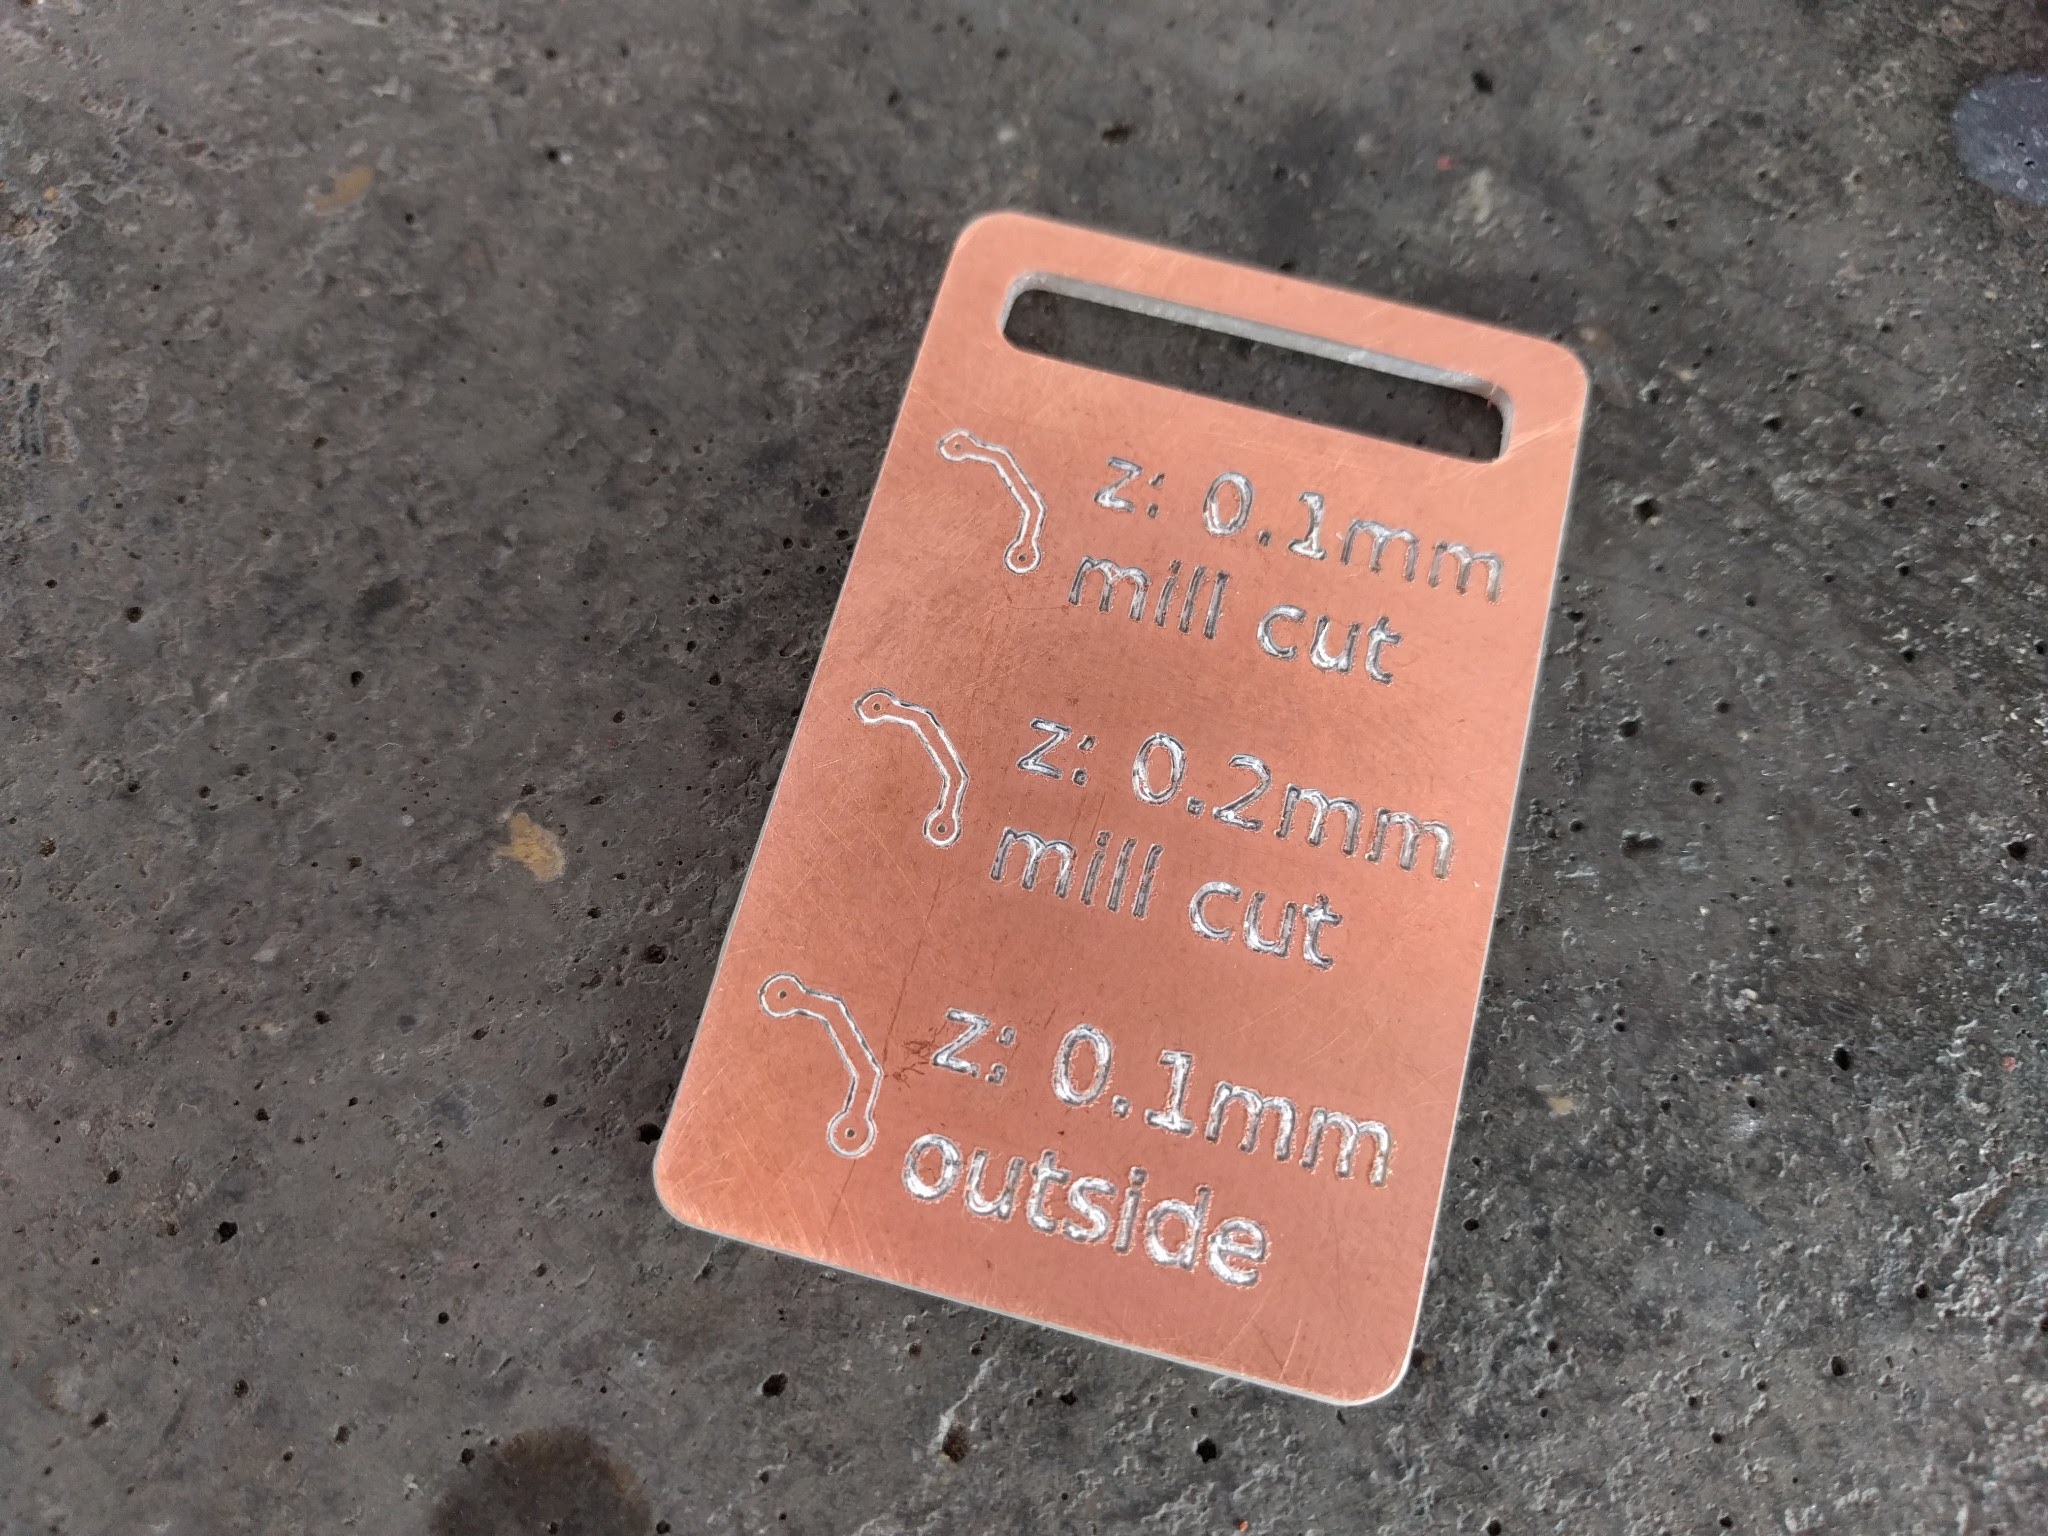 z: 0.1mm
mill cut
z: 0.2mm
mill cut
z: 0.1mm
outside